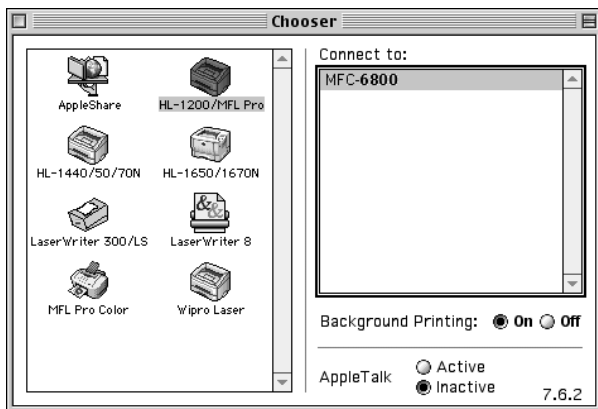 Chooser
AppleShare
HL-1200/MFL Pro
HL-1440/50/70N
HL-1650/1670N
LaserWriter 300/LS
LaserWriter 8
MFL Pro Color
Wipro Laser
Connect to:
MFC-6800
Background Printing: On Off
AppleTalk
Active
Inactive
7.6.2